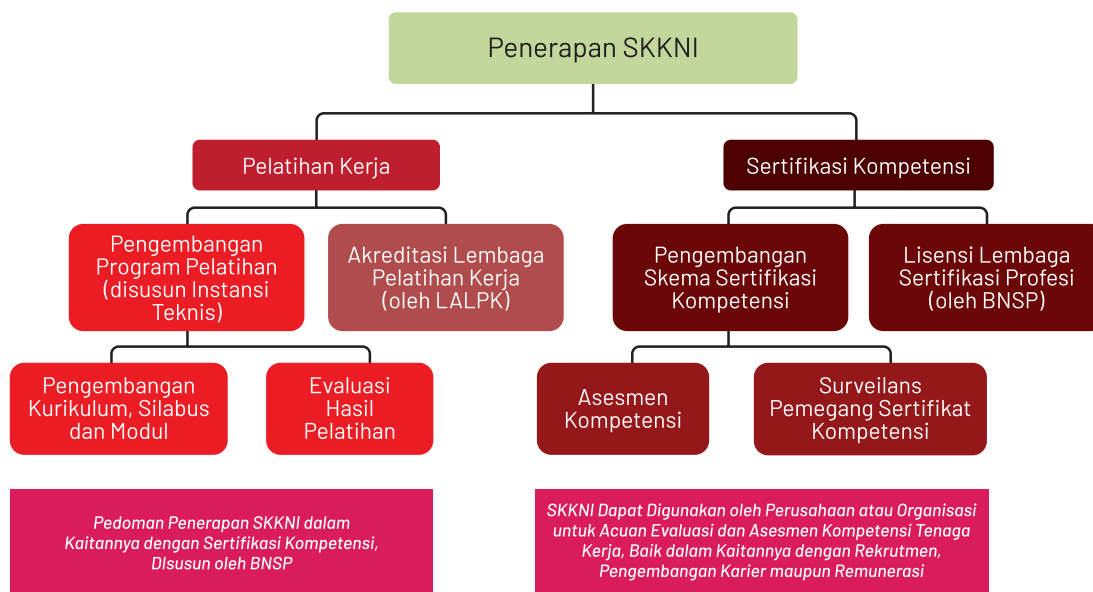 Penerapan SKKNI
Pelatihan Kerja
Sertifikasi Kompetensi
Pengembangan
Program Pelatihan
(disusun Instansi
Teknis)
Akreditasi Lembaga
Pelatihan Kerja
(oleh LALPK)
Pengembangan
Skema Sertifikasi
Kompetensi
Lisensi Lembaga
Sertifikasi Profesi
(oleh BNSP)
Pengembangan
Kurikulum, Silabus
dan Modul
Evaluasi
Hasil
Pelatihan
Asesmen
Kompetensi
Surveilans
Pemegang Sertifikat
Kompetensi
Pedoman Penerapan SKKNI dalam
Kaitannya dengan Sertifikasi Kompetensi,
DIsusun oleh BNSP
SKKNI Dapat Digunakan oleh Perusahaan atau Organisasi
untuk Acuan Evaluasi dan Asesmen Kompetensi Tenaga
Kerja, Baik dalam Kaitannya dengan Rekrutmen,
Pengembangan Karier maupun Remunerasi